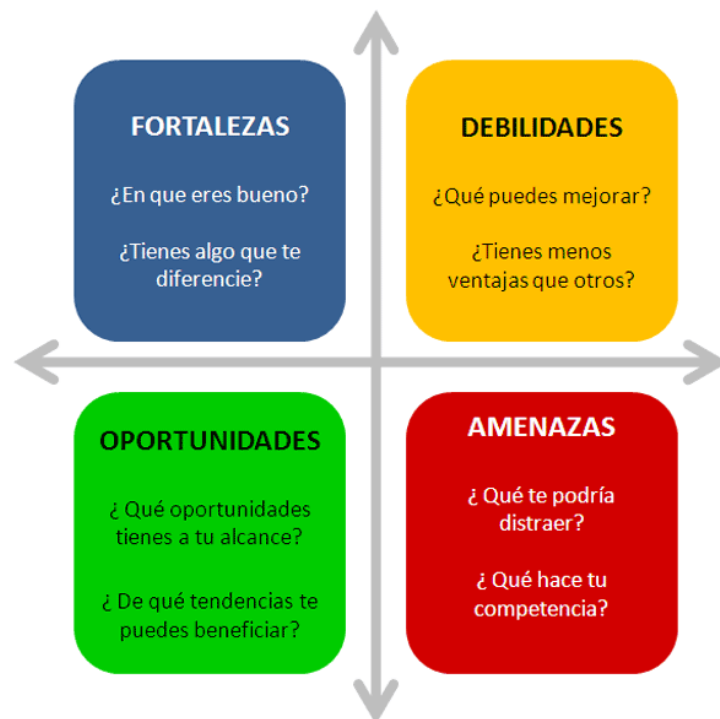 FORTALEZAS
¿En que eres bueno?
¿Tienes algo que te
diferencie?
DEBILIDADES
¿Qué puedes mejorar?
¿Tienes menos
ventajas que otros?
OPORTUNIDADES
¿ Qué oportunidades
tienes a tu alcance?
¿ De qué tendencias te
puedes beneficiar?
AMENAZAS
¿ Qué te podría
distraer?
¿ Qué hace tu
competencia?